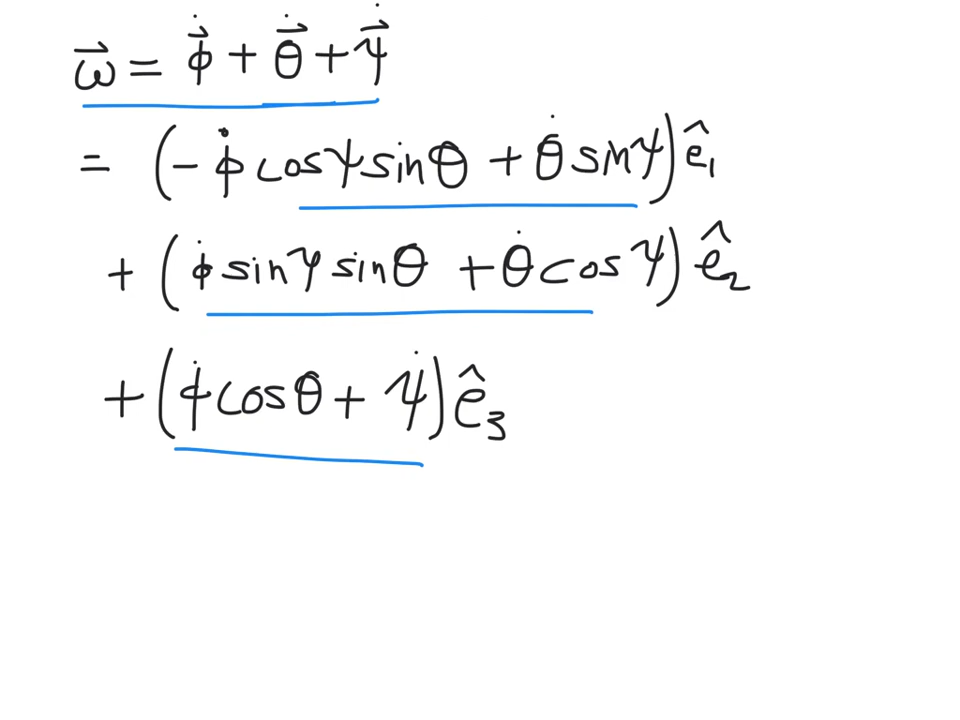 ω⃗ = ϕ⃗̇ + θ⃗̇ + ψ⃗̇
= (- ϕ̇ cosψ sinθ + θ̇ sinψ) ê₁
+ (ϕ̇ sinψ sinθ + θ̇ cosψ) ê₂
+ (ϕ̇ cosθ + ψ̇) ê₃